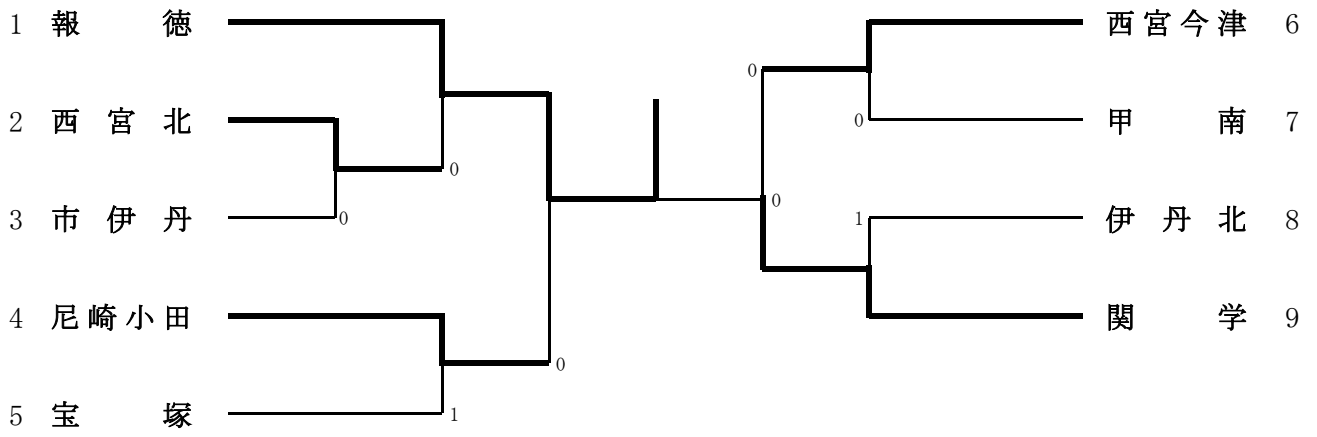 1 報徳
2 西宮北
3 市伊丹
4 尼崎小田
5 宝塚
0
0
0
1
0
0
0
1
西宮今津 6
甲南 7
伊丹北 8
関学 9